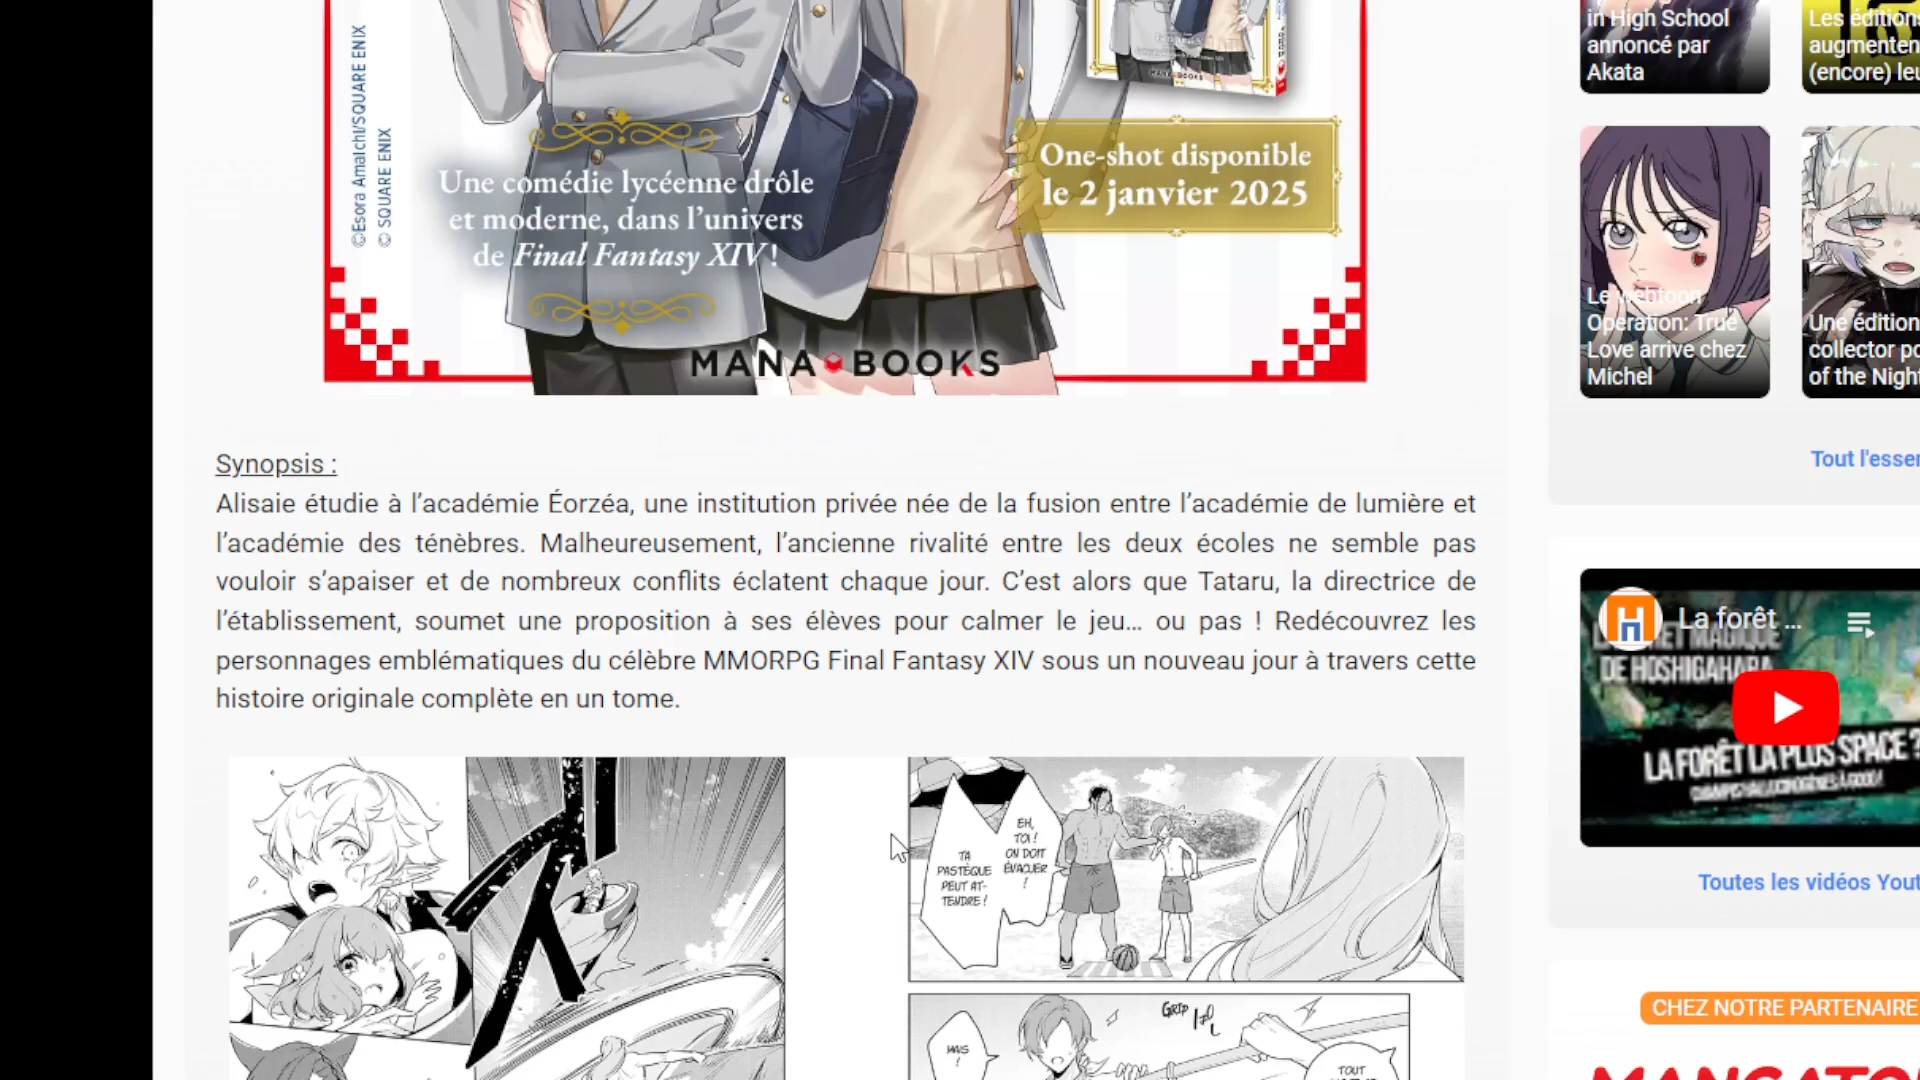 ©Esora Amaichi/SQUARE ENIX
© SQUARE ENIX
Une comédie lycéenne drôle
et moderne, dans l'univers
de Final Fantasy XIV !
One-shot disponible
le 2 janvier 2025
MANA BOOKS
MANA BOOKS
Synopsis :
Alisaie étudie à l'académie Éorzéa, une institution privée née de la fusion entre l'académie de lumière et
l'académie des ténèbres. Malheureusement, l'ancienne rivalité entre les deux écoles ne semble pas
vouloir s'apaiser et de nombreux conflits éclatent chaque jour. C'est alors que Tataru, la directrice de
l'établissement, soumet une proposition à ses élèves pour calmer le jeu… ou pas ! Redécouvrez les
personnages emblématiques du célèbre MMORPG Final Fantasy XIV sous un nouveau jour à travers cette
histoire originale complète en un tome.
EH,
TOI !
ON DOIT
ÉVACUER
!
TA
PASTÈQUE
PEUT AT-
TENDRE !
GRIP
MAIS
!
TOUT
in High School
annoncé par
Akata
Les éditions
augmenten
(encore) leu
Le webtoon
Operation: True
Love arrive chez
Michel
Une édition
collector po
of the Night
Tout l'esser
La forêt ...
LA FORÊT MAGIQUE
DE HOSHIGAHARA
LA FORÊT LA PLUS SPACE ?
Toutes les vidéos Yout
CHEZ NOTRE PARTENAIRE